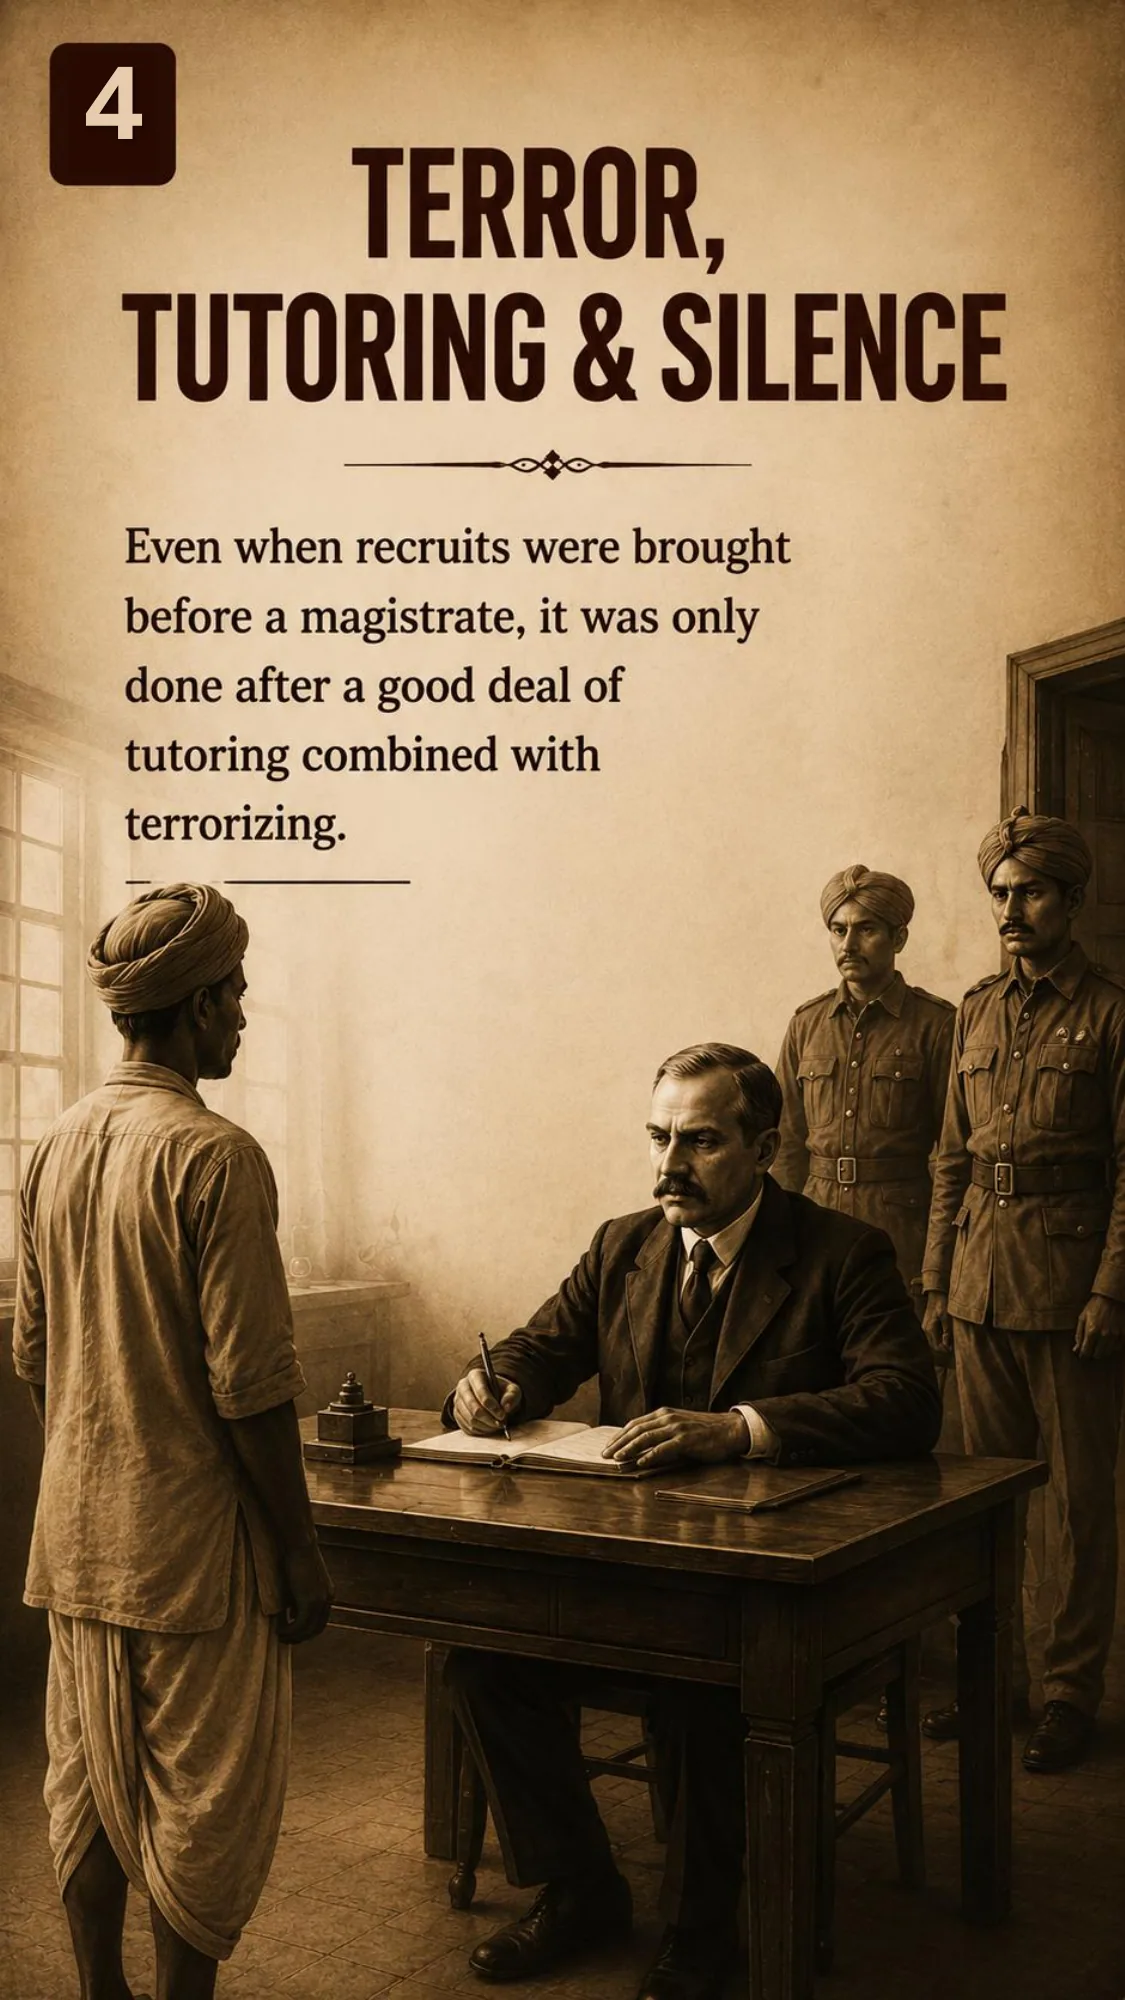 4
TERROR,
TUTORING & SILENCE
Even when recruits were brought
before a magistrate, it was only
done after a good deal of
tutoring combined with
terrorizing.